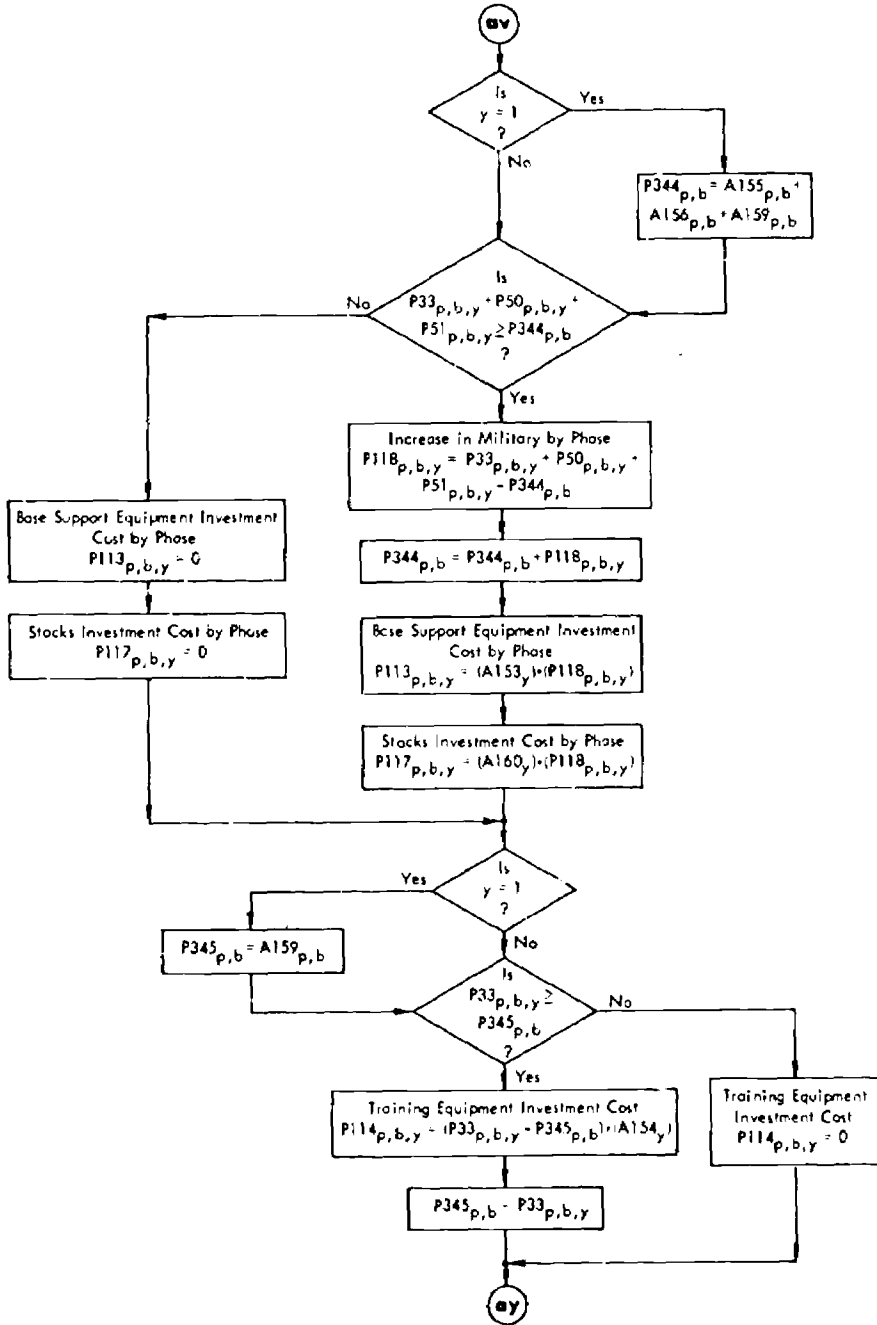 av
Is
y = 1
?
Yes
No
P344p,b = A155p,b +
A156p,b + A159p,b
Is
P33p,b,y + P50p,b,y +
P51p,b,y ≥ P344p,b
?
No
Yes
Increase in Military by Phase
P118p,b,y = P33p,b,y + P50p,b,y +
P51p,b,y - P344p,b
Base Support Equipment Investment
Cost by Phase
P113p,b,y = 0
P344p,b = P344p,b + P118p,b,y
Stocks Investment Cost by Phase
P117p,b,y = 0
Base Support Equipment Investment
Cost by Phase
P113p,b,y = (A153y)•(P118p,b,y)
Stocks Investment Cost by Phase
P117p,b,y = (A160y)•(P118p,b,y)
Is
y = 1
?
Yes
No
P345p,b = A159p,b
Is
P33p,b,y ≥
P345p,b
?
No
Yes
Training Equipment Investment Cost
P114p,b,y = (P33p,b,y - P345p,b)•(A154y)
Training Equipment
Investment Cost
P114p,b,y = 0
P345p,b - P33p,b,y
ay